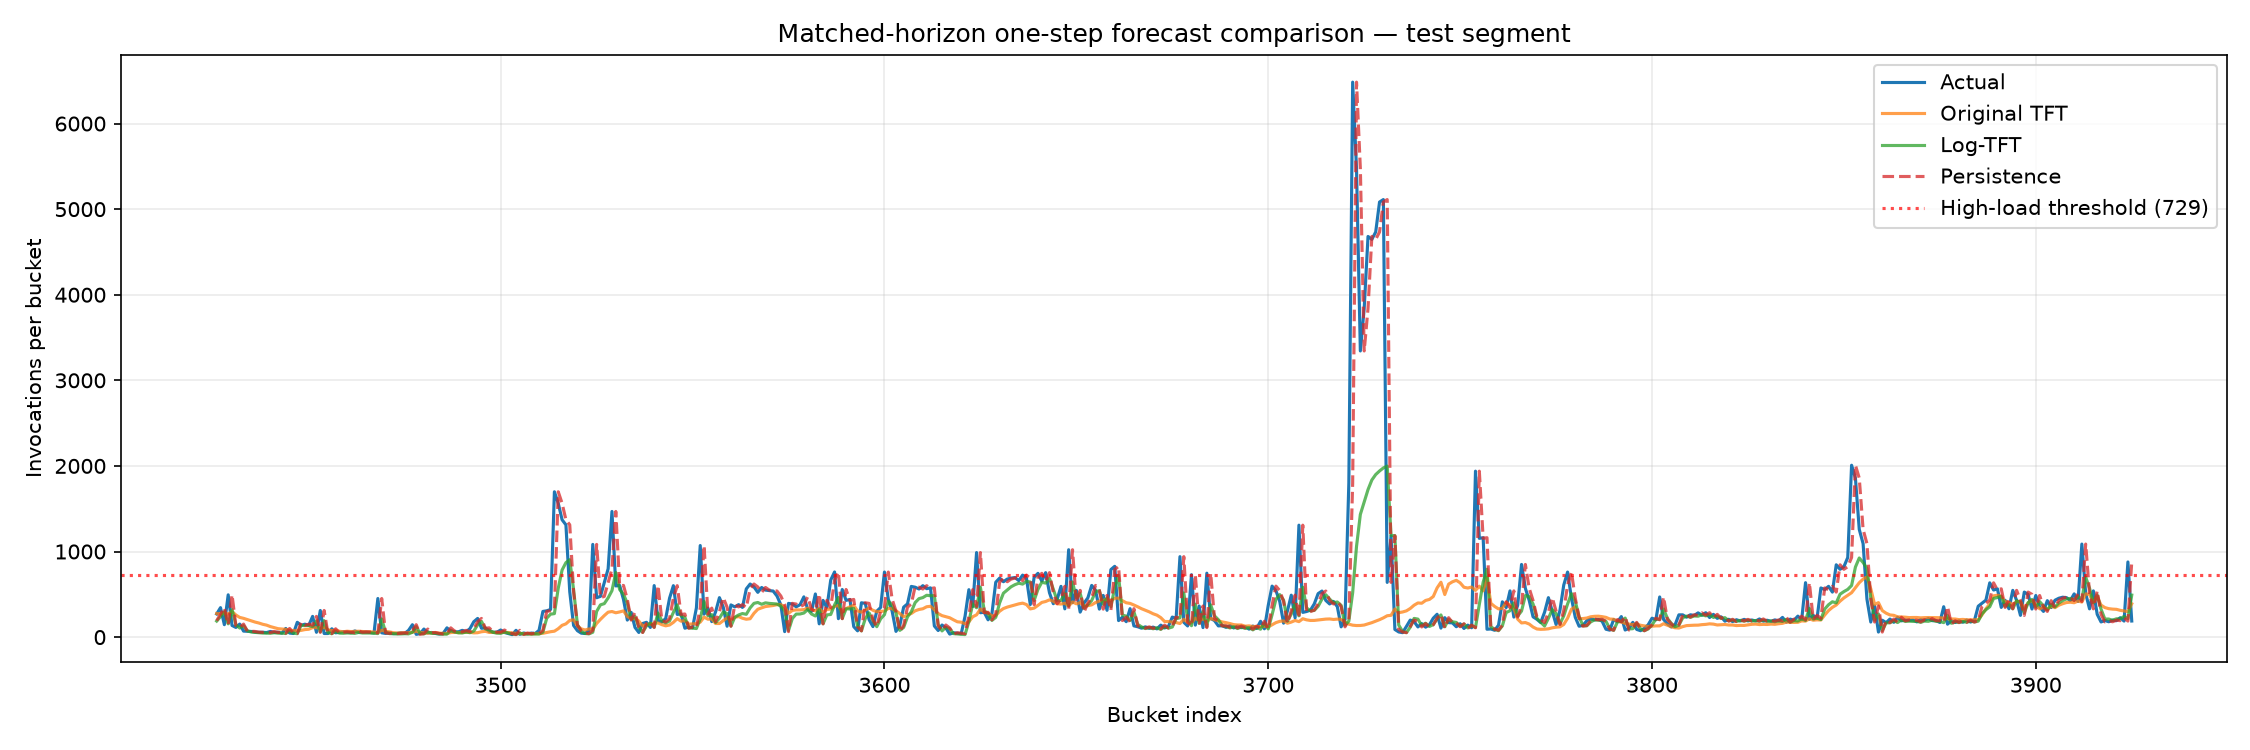 Matched-horizon one-step forecast comparison — test segment
Actual
Original TFT
Log-TFT
Persistence
High-load threshold (729)
Invocations per bucket
6000
5000
4000
3000
2000
1000
0
3500
3600
3700
3800
3900
Bucket index